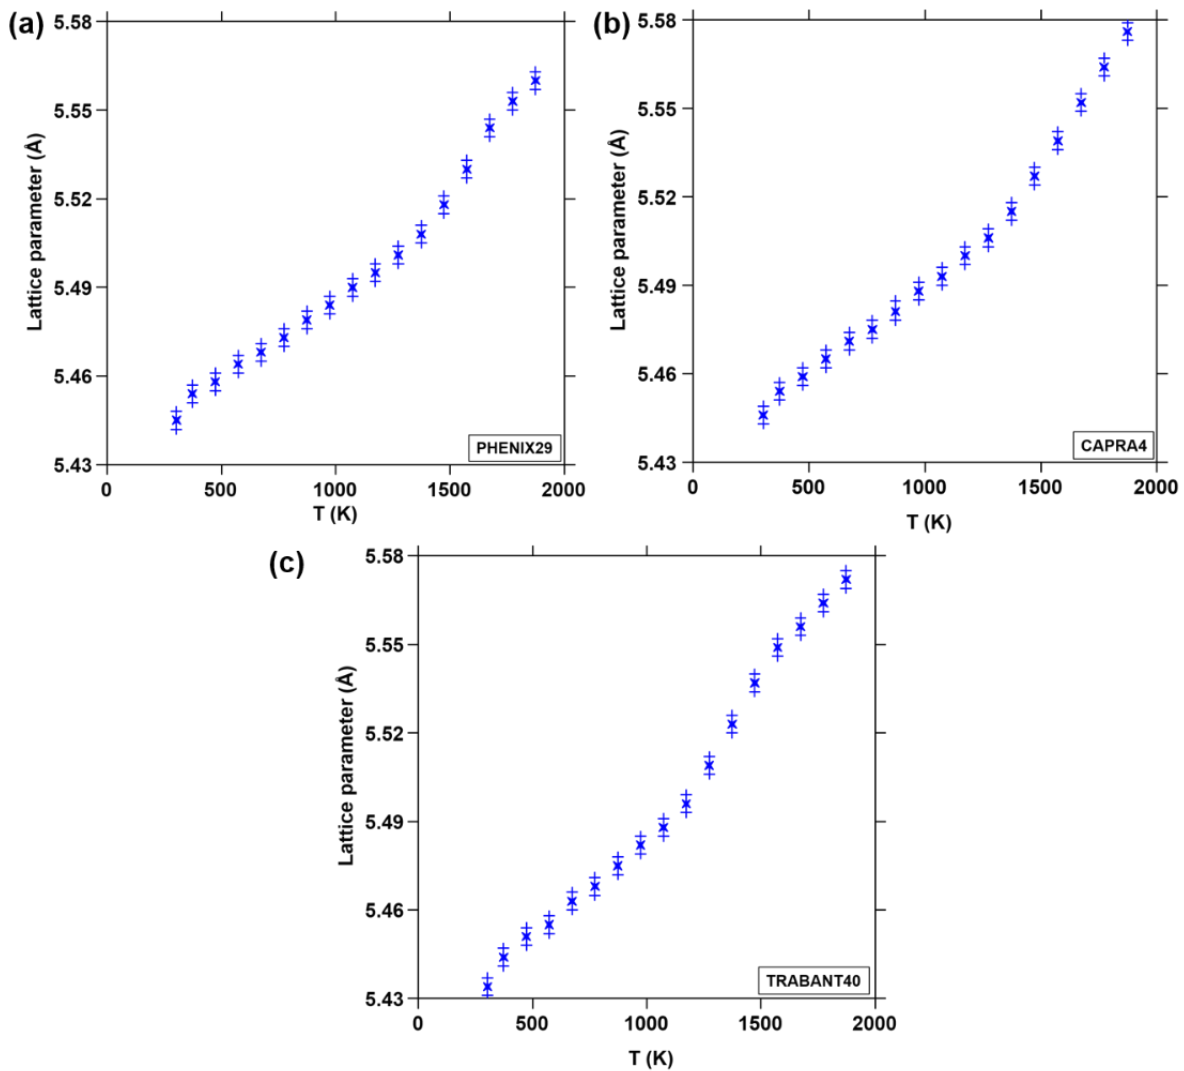 (a)
5.58
5.55
5.52
5.49
5.46
5.43
Lattice parameter (Å)
0 500 1000 1500 2000
T (K)
PHENIX29
(b)
5.58
5.55
5.52
5.49
5.46
5.43
Lattice parameter (Å)
0 500 1000 1500 2000
T (K)
CAPRA4
(c)
5.58
5.55
5.52
5.49
5.46
5.43
Lattice parameter (Å)
0 500 1000 1500 2000
T (K)
TRABANT40